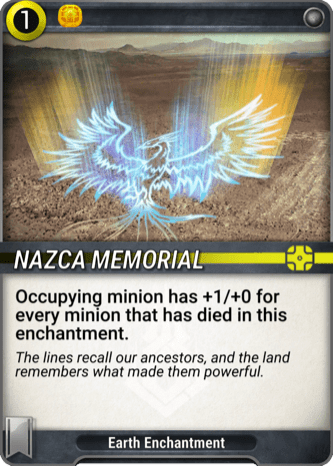 1
NAZCA MEMORIAL
Occupying minion has +1/+0 for
every minion that has died in this
enchantment.
The lines recall our ancestors, and the land
remembers what made them powerful.
Earth Enchantment